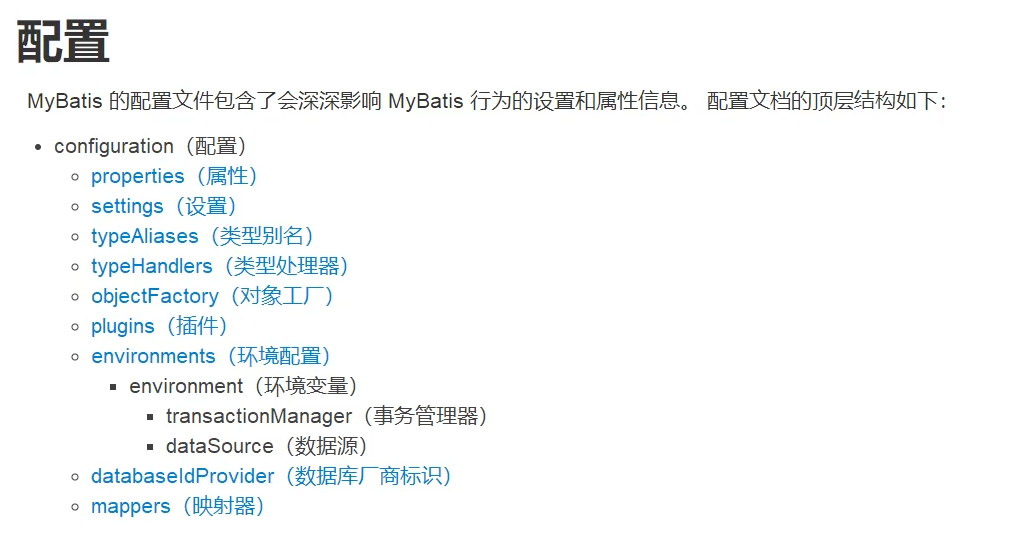 配置
MyBatis 的配置文件包含了会深深影响 MyBatis 行为的设置和属性信息。 配置文档的顶层结构如下：
configuration（配置）
properties（属性）
settings（设置）
typeAliases（类型别名）
typeHandlers（类型处理器）
objectFactory（对象工厂）
plugins（插件）
environments（环境配置）
environment（环境变量）
transactionManager（事务管理器）
dataSource（数据源）
databaseIdProvider（数据库厂商标识）
mappers（映射器）